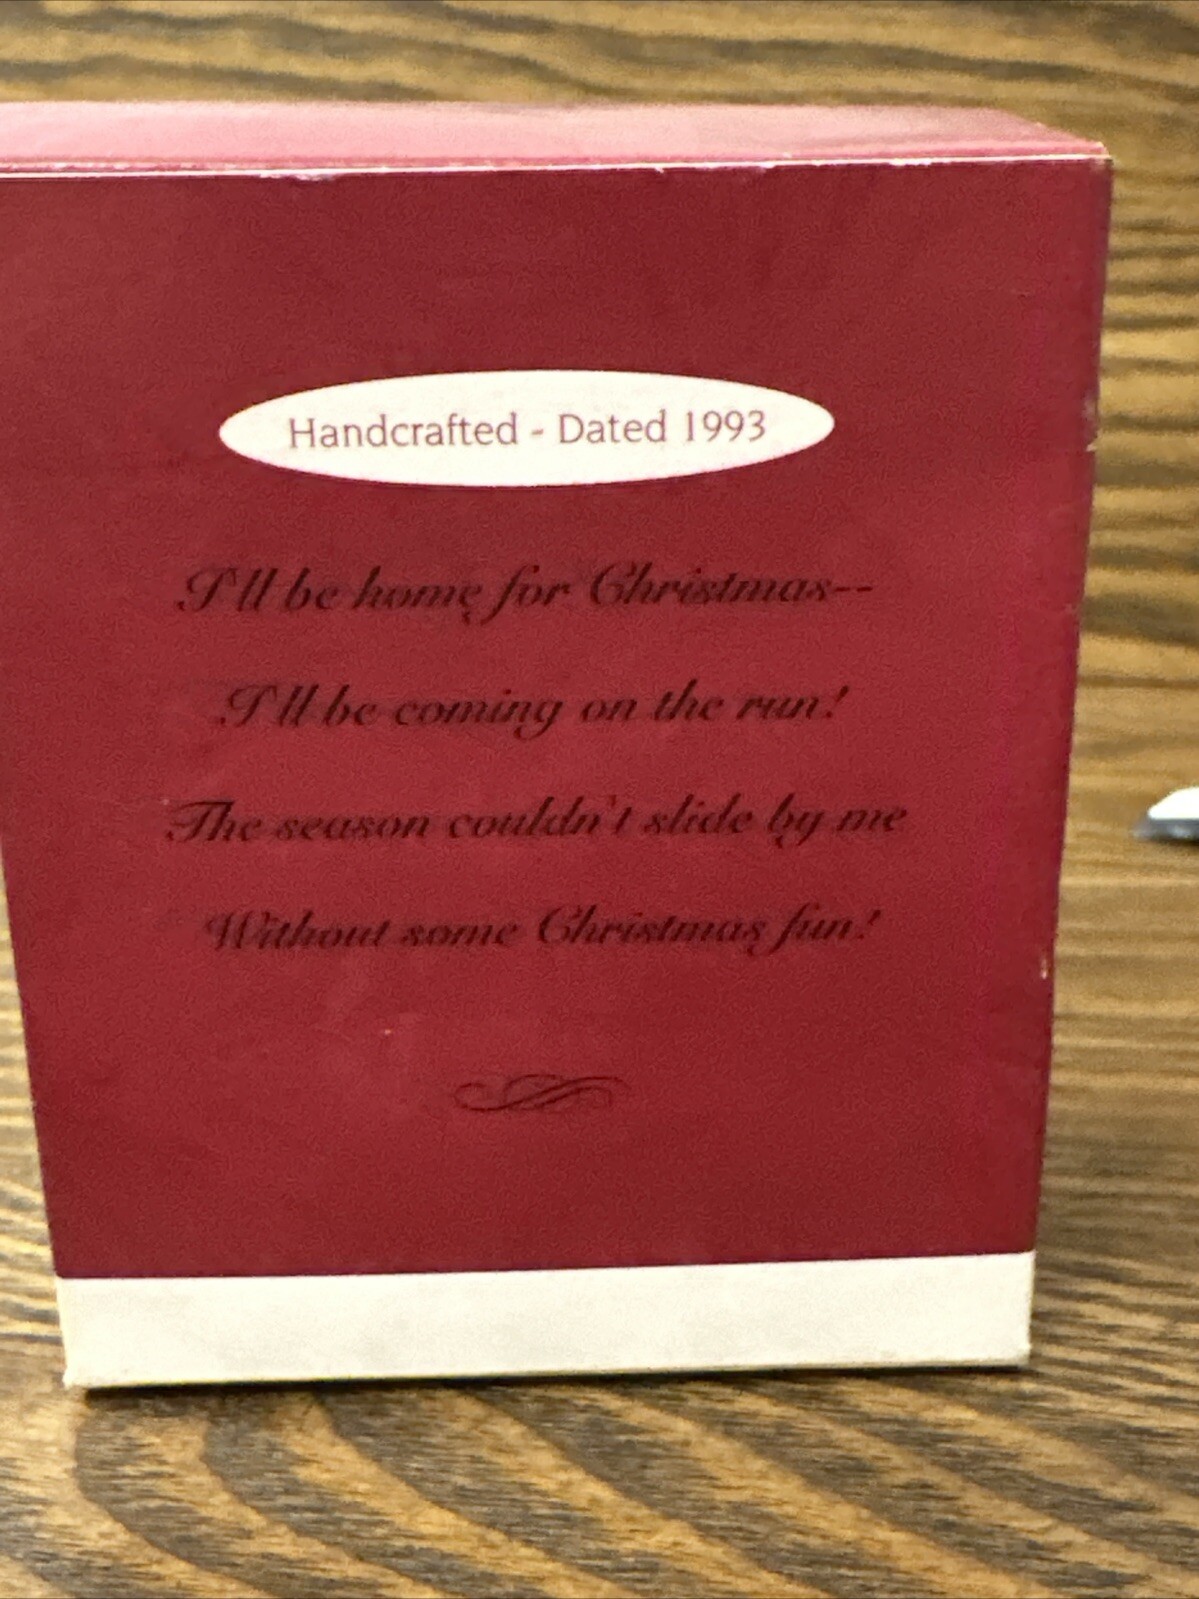 Handcrafted - Dated 1993
I'll be home for Christmas--
I'll be coming on the run!
The season couldn't slide by me
Without some Christmas fun!